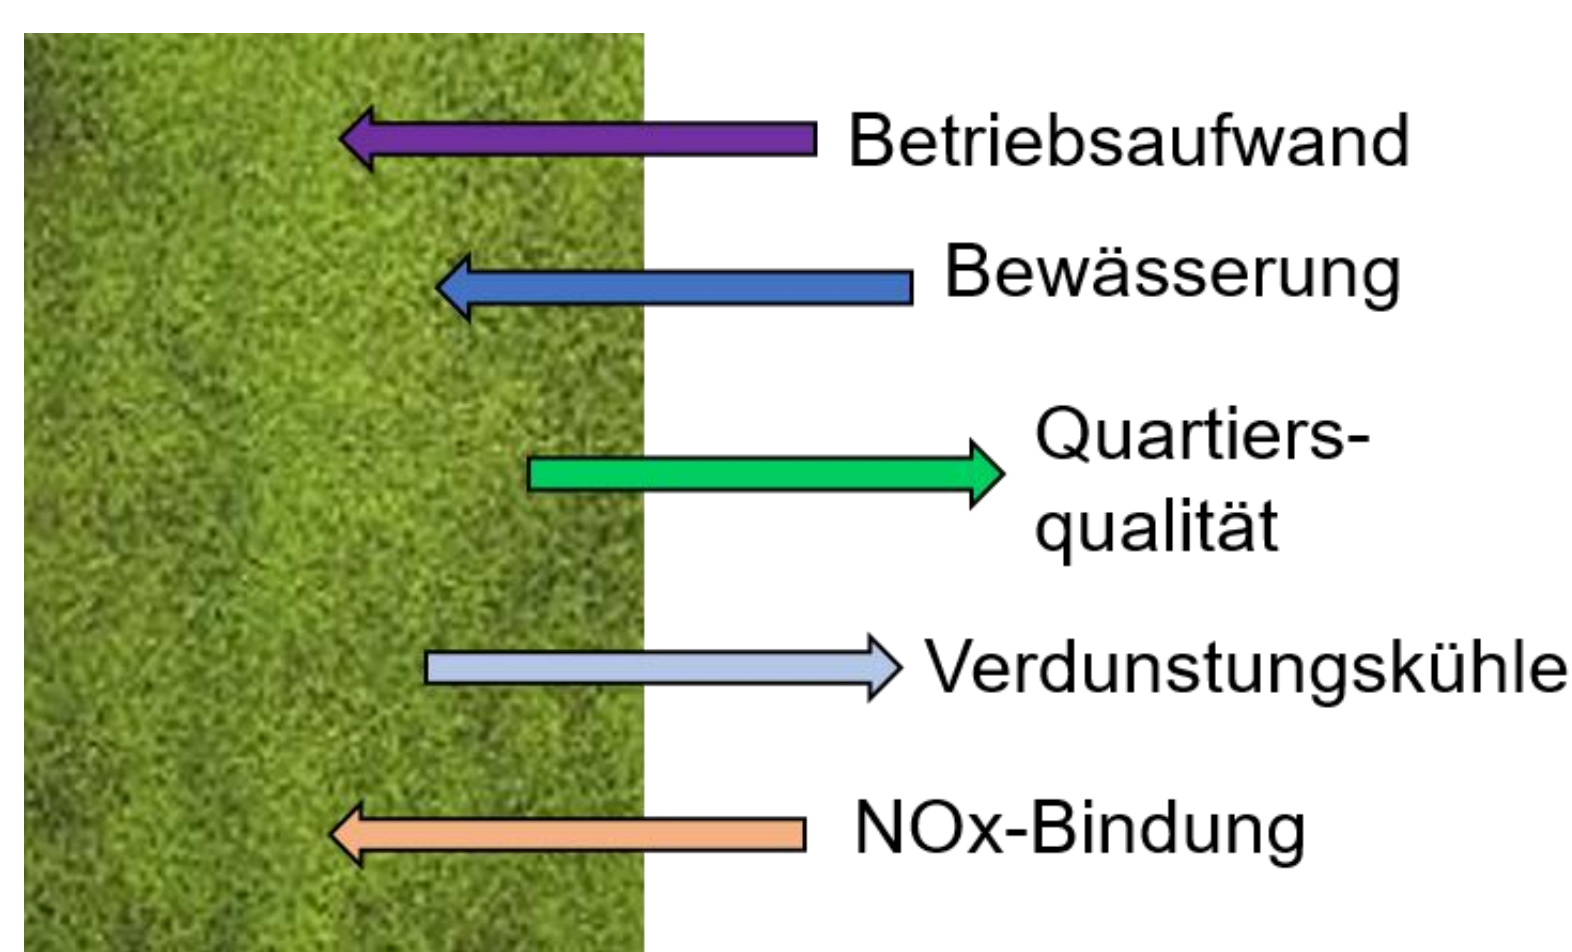 Betriebsaufwand
Bewässerung
Quartiers-
qualität
Verdunstungskühle
NOx-Bindung